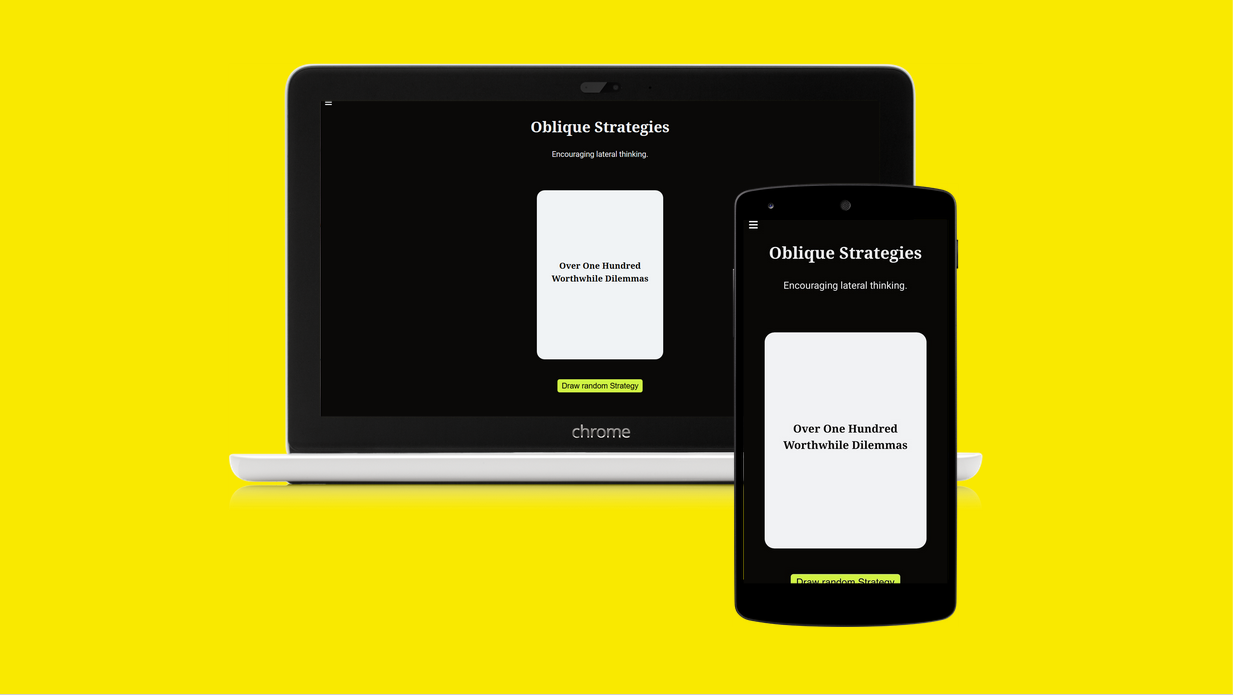 Oblique Strategies
Encouraging lateral thinking.
Over One Hundred
Worthwhile Dilemmas
Draw random Strategy
chrome
Oblique Strategies
Encouraging lateral thinking.
Over One Hundred
Worthwhile Dilemmas
Draw random Strategy